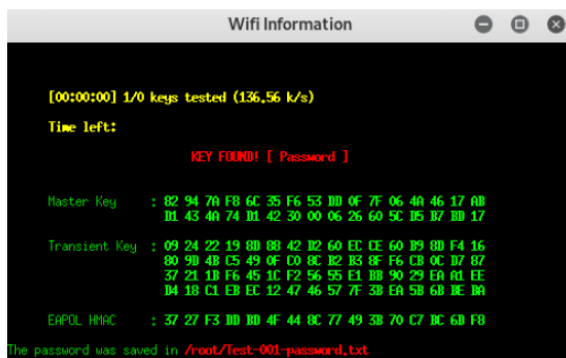 Wifi Information
[00:00:00] 1/0 keys tested (136.56 k/s)
Time left:
KEY FOUND! [ Password ]
Master Key : 82 94 7A F8 6C 35 F6 53 DD 0F 7F 06 4A 46 17 AB
D1 43 4A 74 D1 42 30 00 06 26 60 5C D5 B7 BD 17
Transient Key : 09 24 22 19 8D 88 42 D2 60 EC CE 60 B9 8D F4 16
80 9D 4B C5 49 0F C0 8C B2 B3 8F F6 CB 0C D7 87
37 21 1B F6 45 1C F2 56 55 E1 BB 90 29 EA A1 EE
D4 18 C1 EB EC 12 47 46 57 7F 3B EA 5B 6B BE BA
EAPOL HMAC : 37 27 F3 DD BD 4F 44 8C 77 49 3B 70 C7 DC 6D F8
The password was saved in /root/Test-001-password.txt